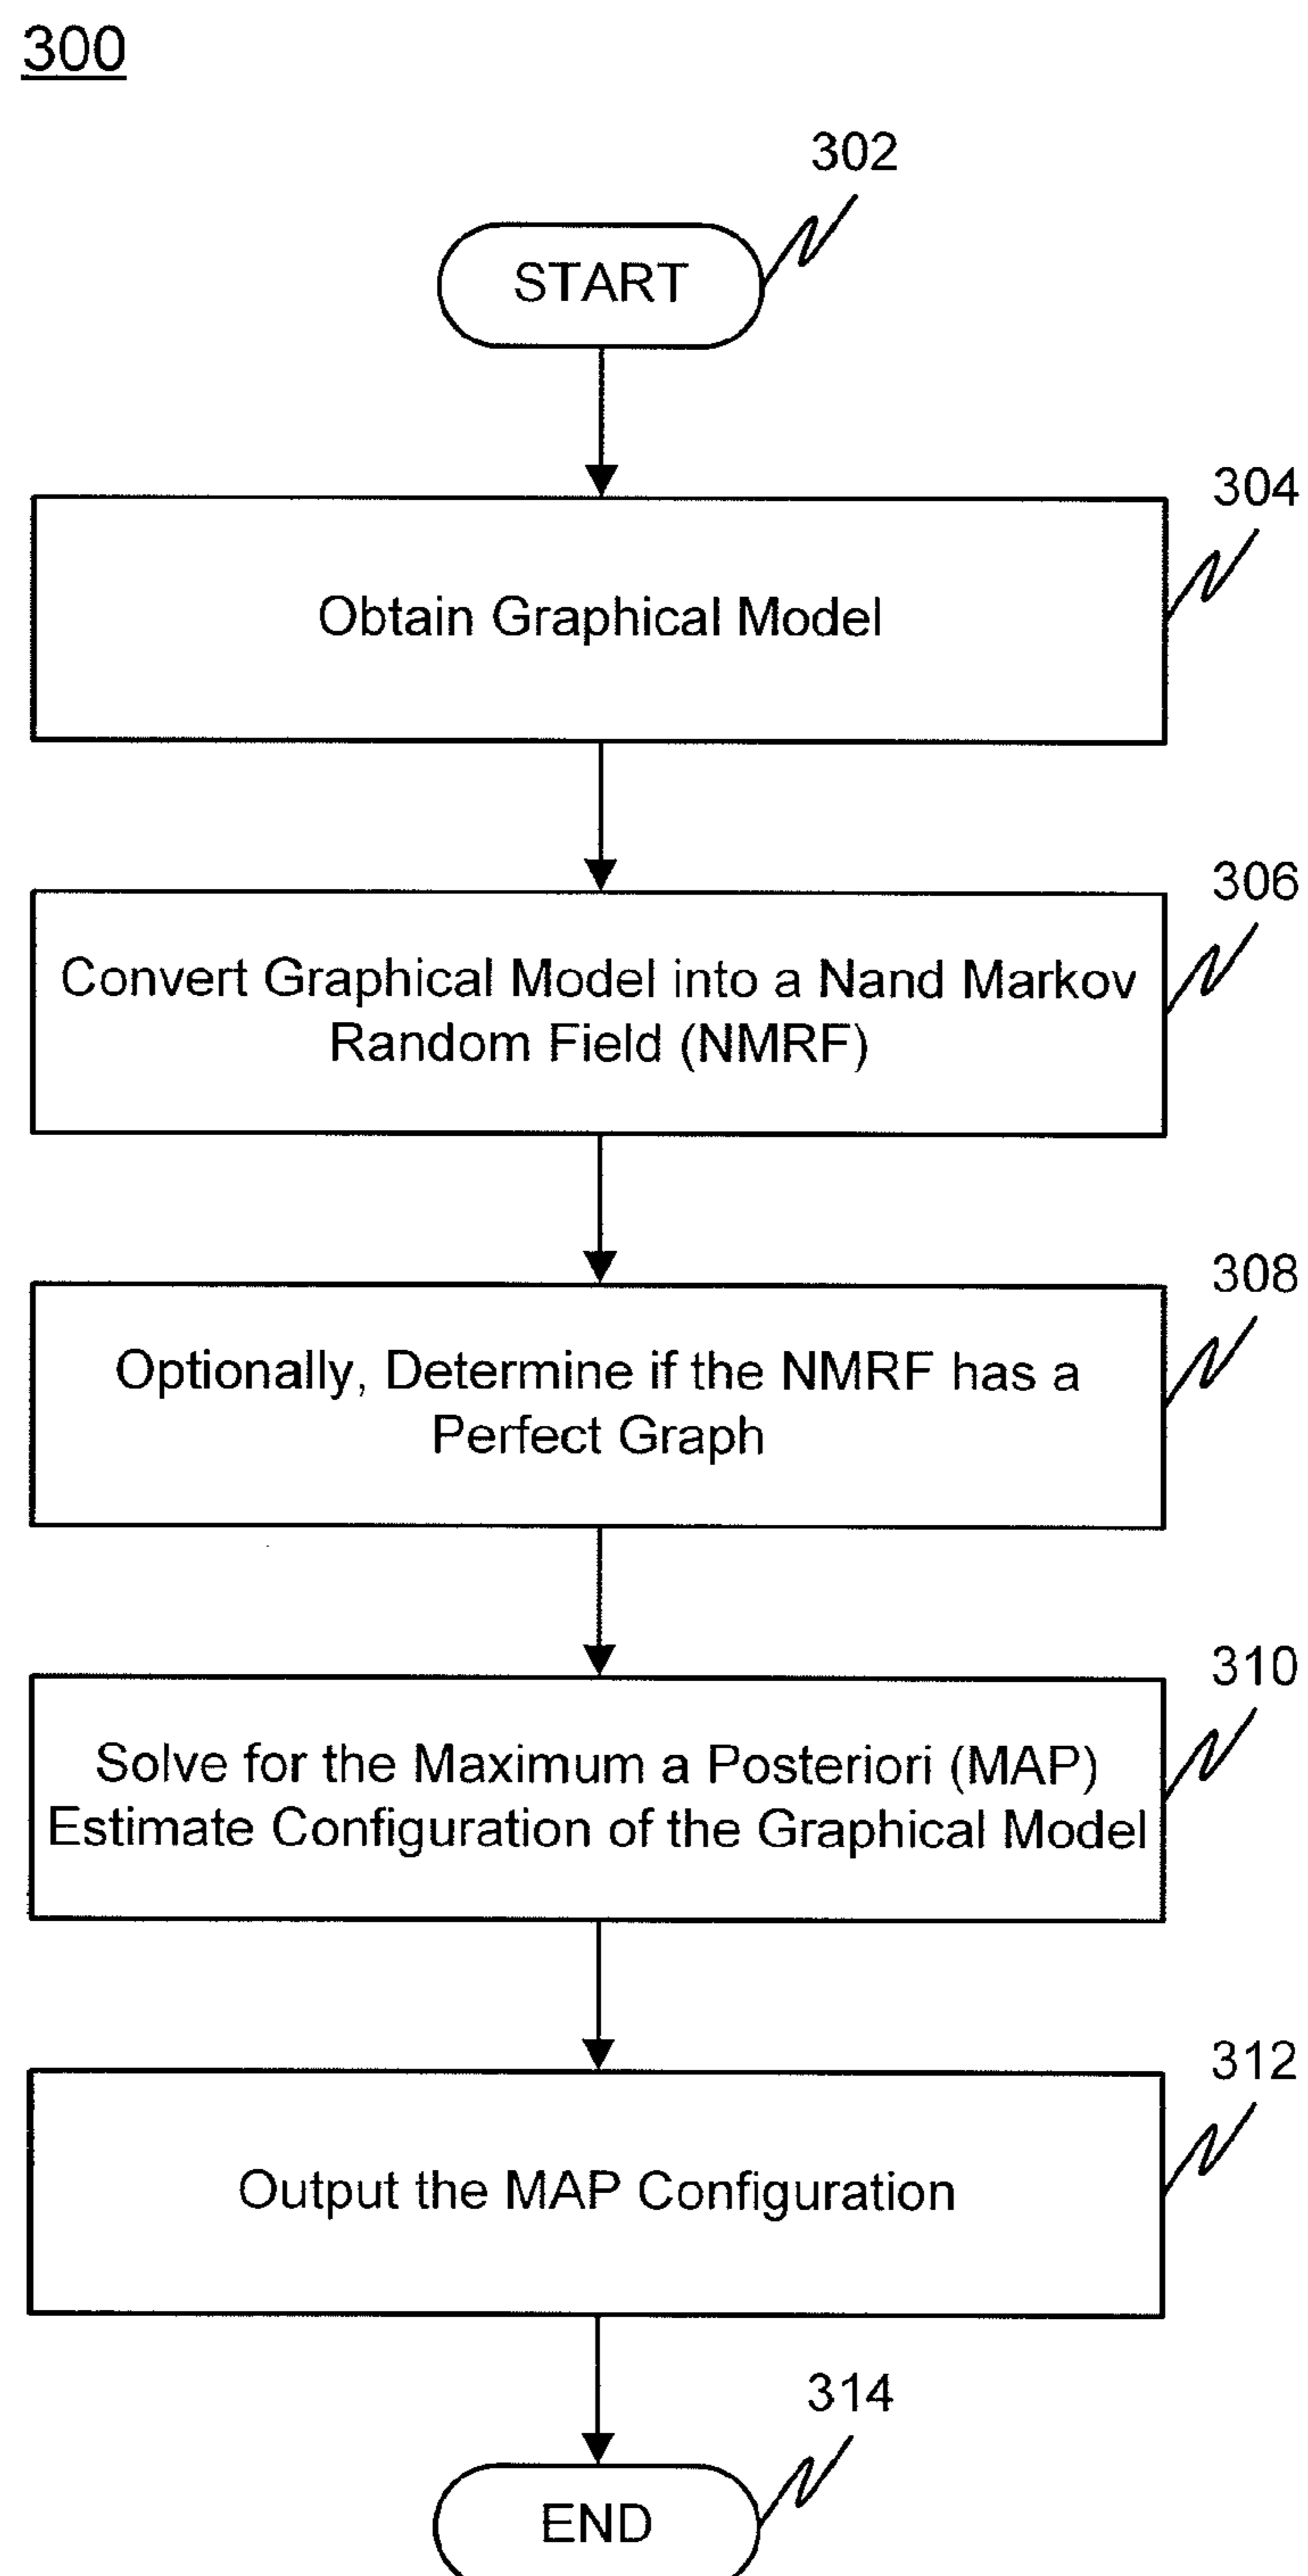 300
302
START
304
Obtain Graphical Model
306
Convert Graphical Model into a Nand Markov
Random Field (NMRF)
308
Optionally, Determine if the NMRF has a
Perfect Graph
310
Solve for the Maximum a Posteriori (MAP)
Estimate Configuration of the Graphical Model
312
Output the MAP Configuration
314
END